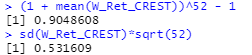 > (1 + mean(W_Ret_CREST))^52 - 1
[1] 0.9048608
> sd(W_Ret_CREST)*sqrt(52)
[1] 0.531609